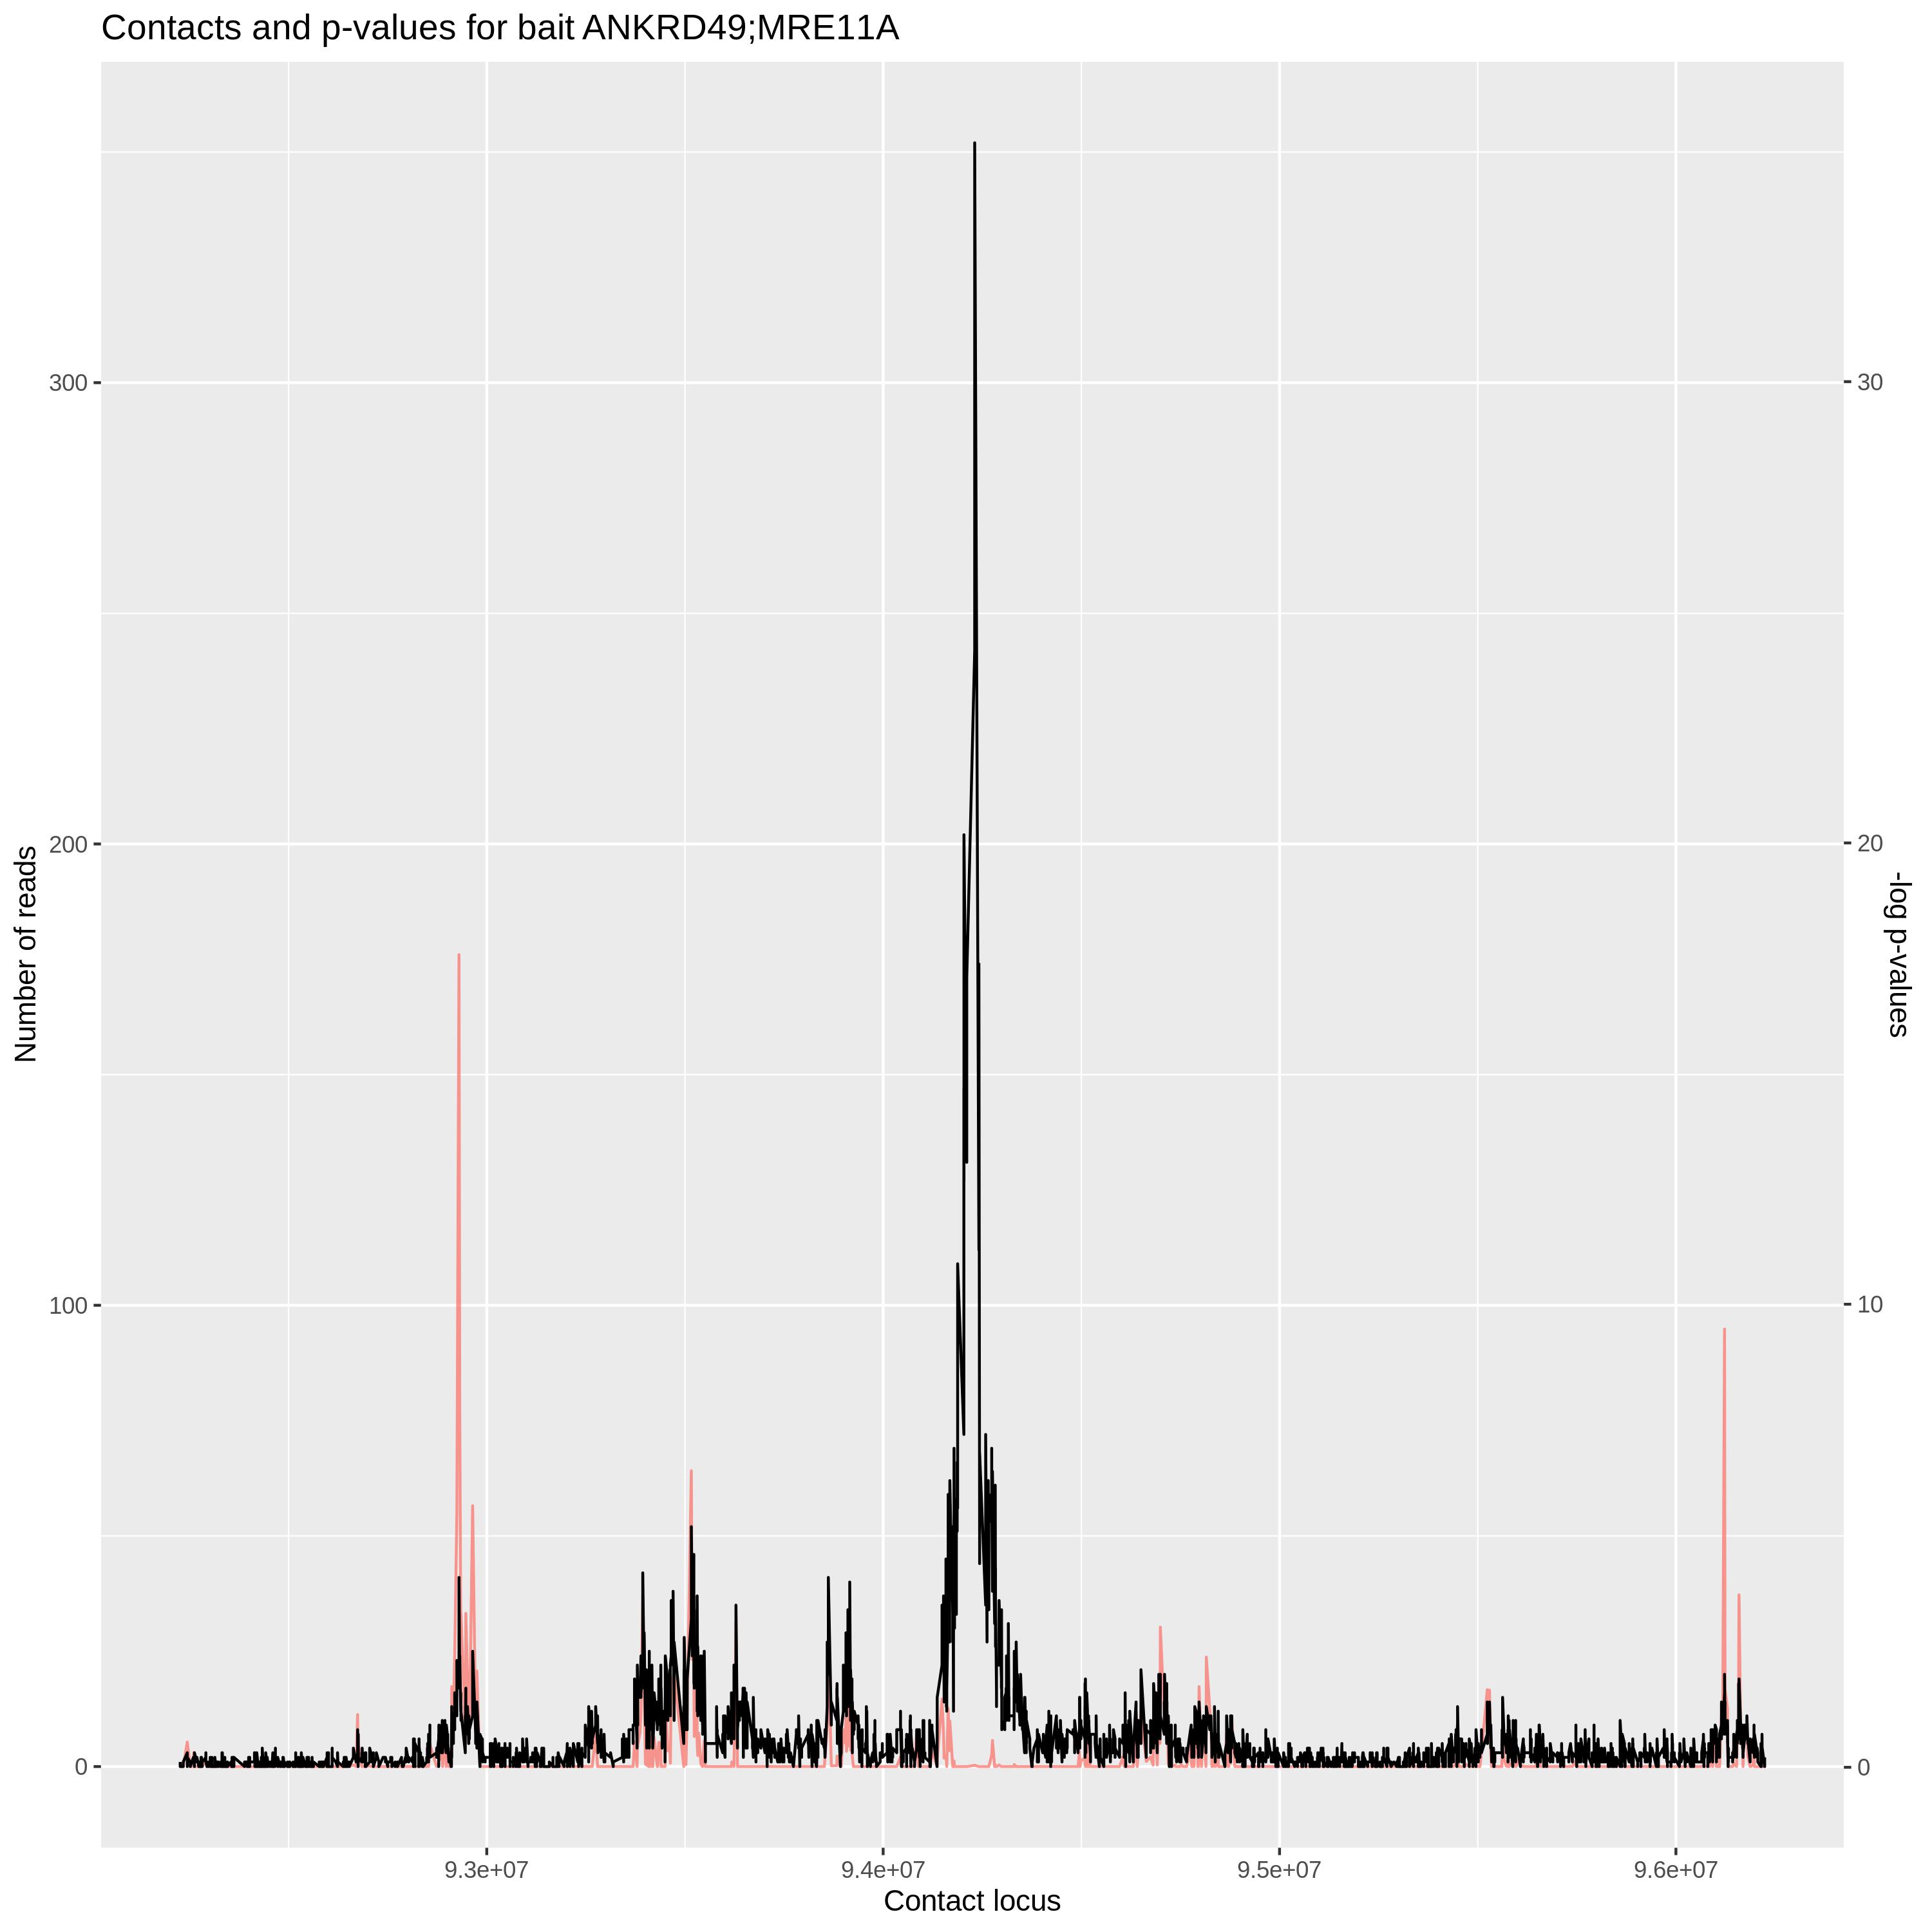 Contacts and p-values for bait ANKRD49;MRE11A
Number of reads
300
200
100
0
30
20
10
0
-log p-values
9.3e+07
9.4e+07
9.5e+07
9.6e+07
Contact locus